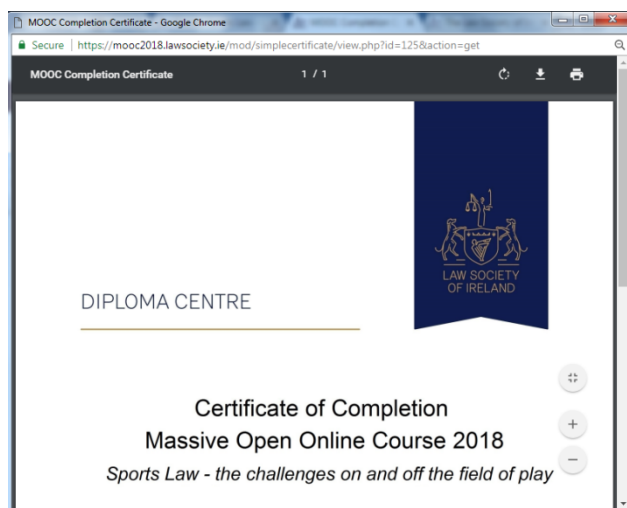 MOOC Completion Certificate - Google Chrome
Secure | https://mooc2018.lawsociety.ie/mod/simplecertificate/view.php?id=125&action=get
MOOC Completion Certificate 1 / 1
LAW SOCIETY
OF IRELAND
DIPLOMA CENTRE
Certificate of Completion
Massive Open Online Course 2018
Sports Law - the challenges on and off the field of play